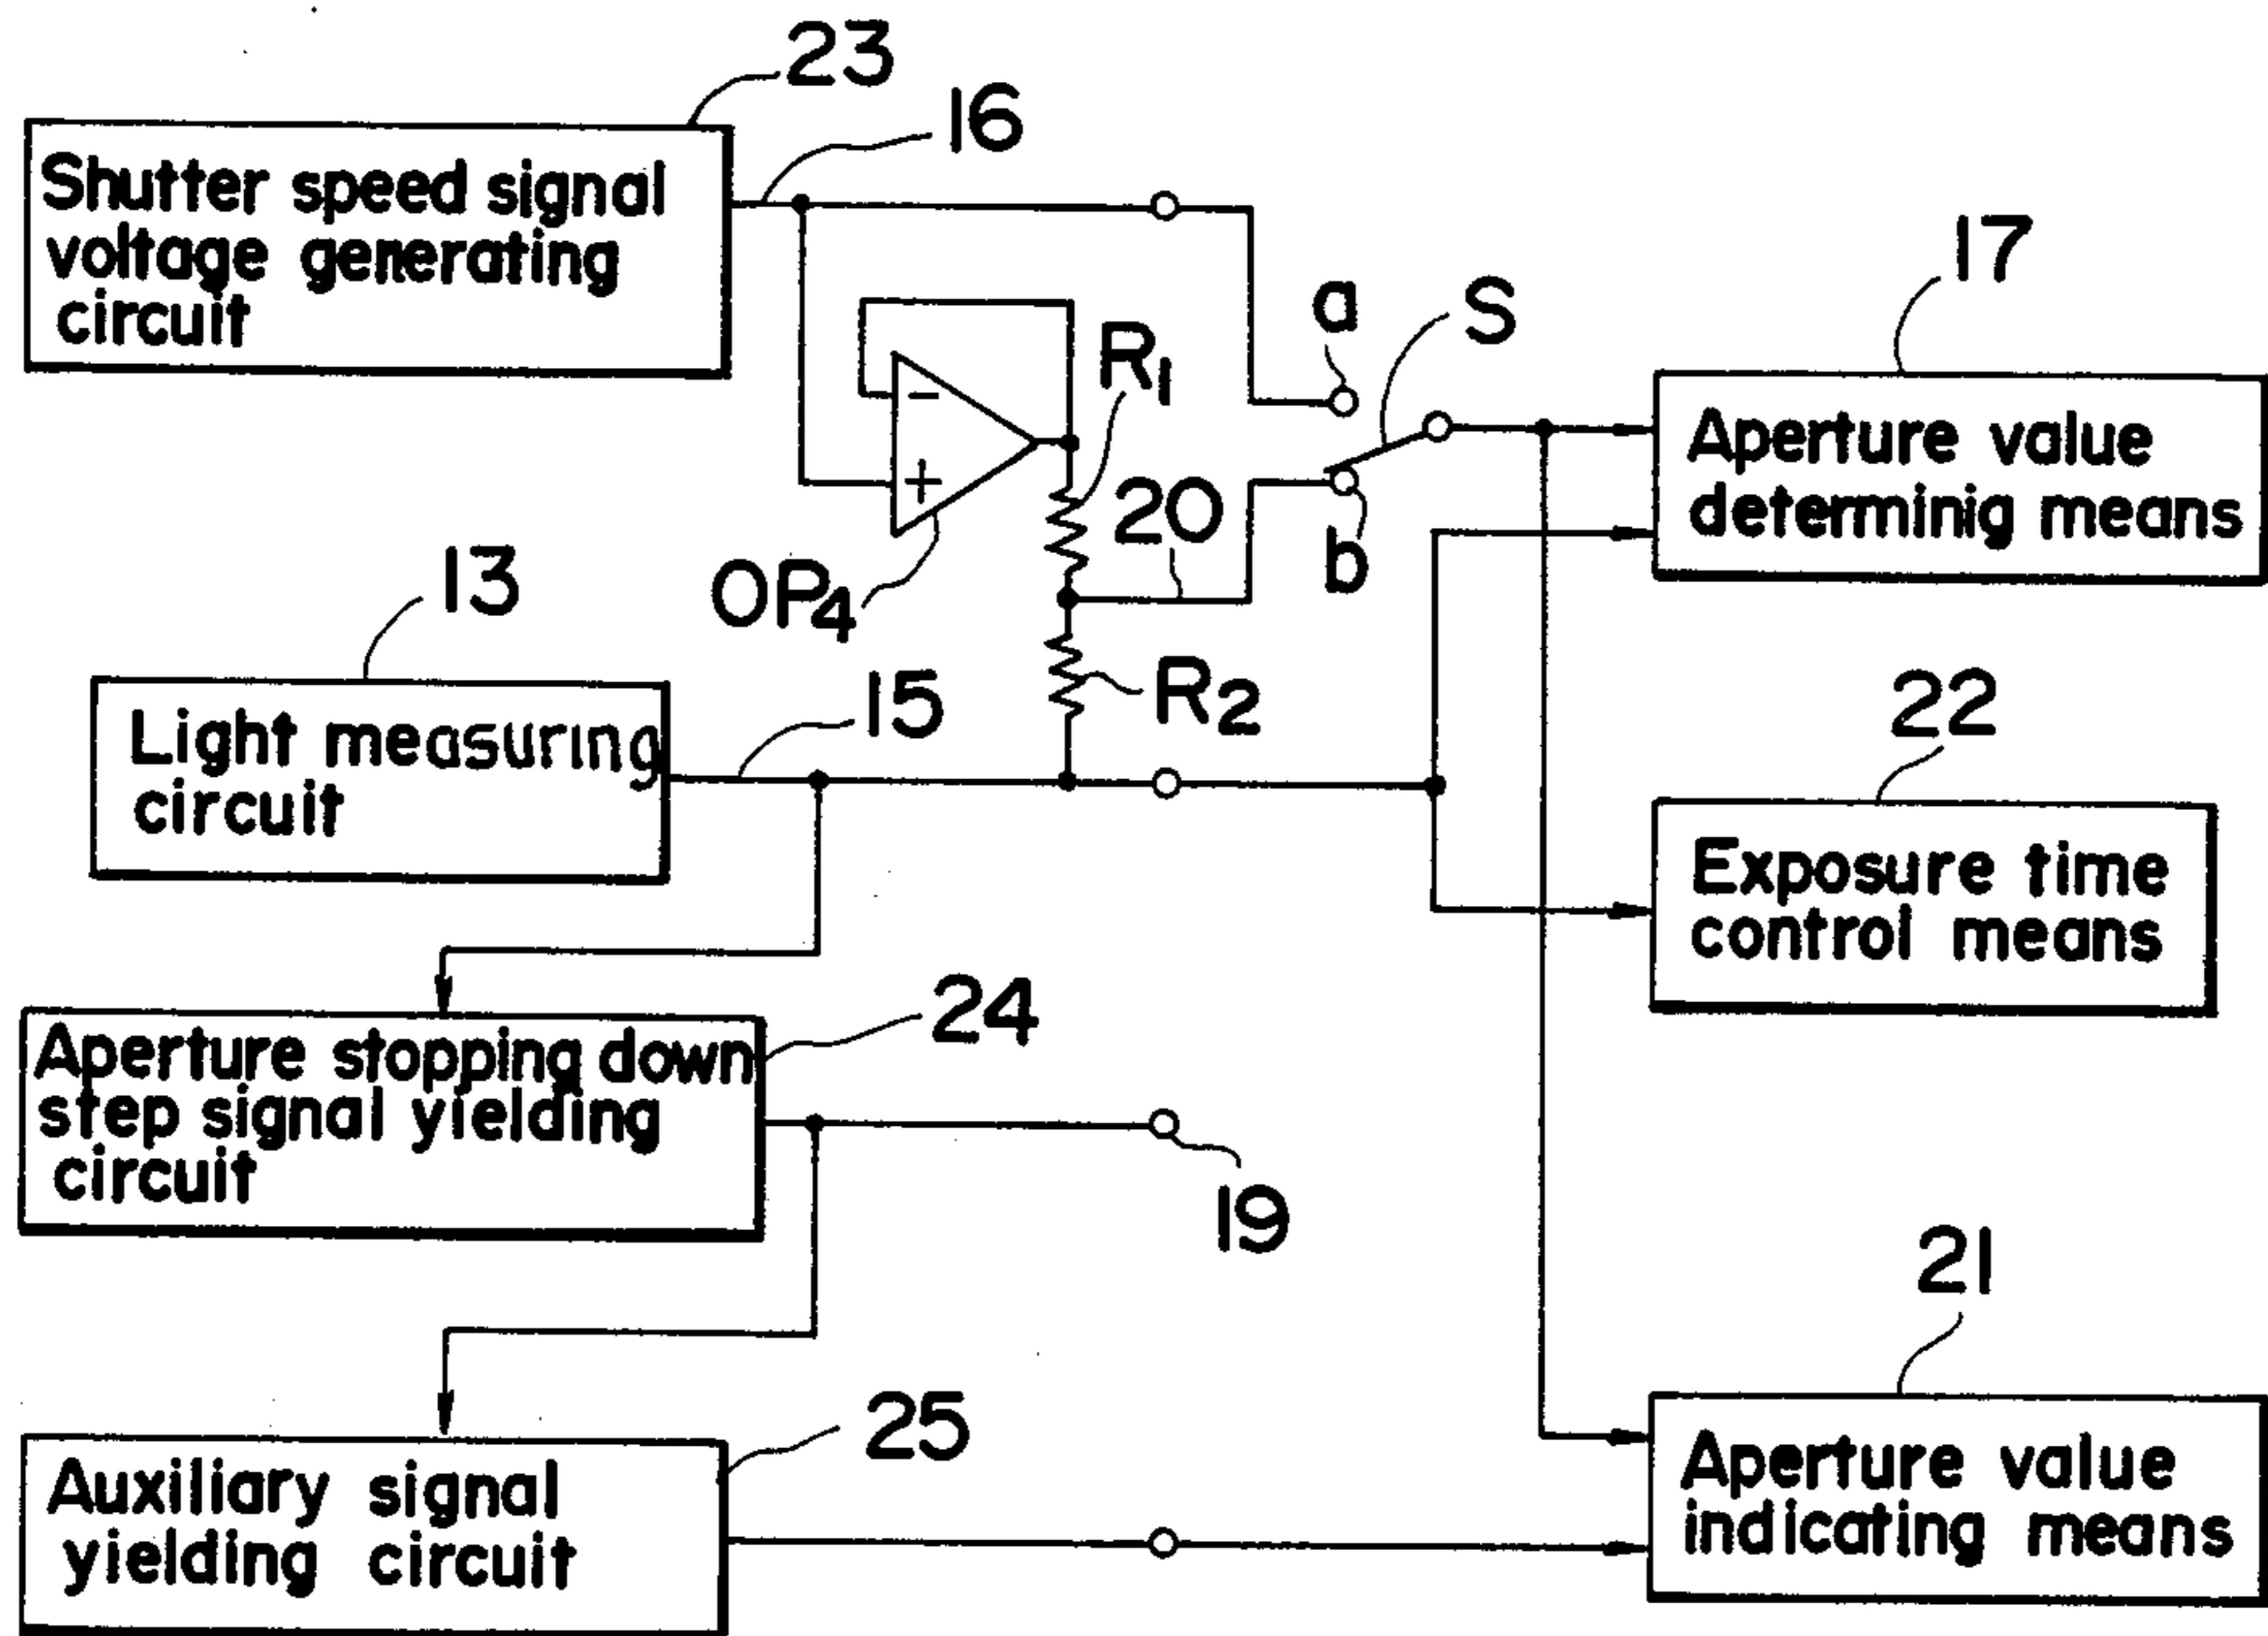 23
16
Shutter speed signal
voltage generating
circuit
17
a
S
R1
-
+
Aperture value
determinig means
20
b
13
OP4
15
R2
22
Light measuring
circuit
Exposure time
control means
24
Aperture stopping down
step signal yielding
circuit
19
21
25
Auxiliary signal
yielding circuit
Aperture value
indicating means